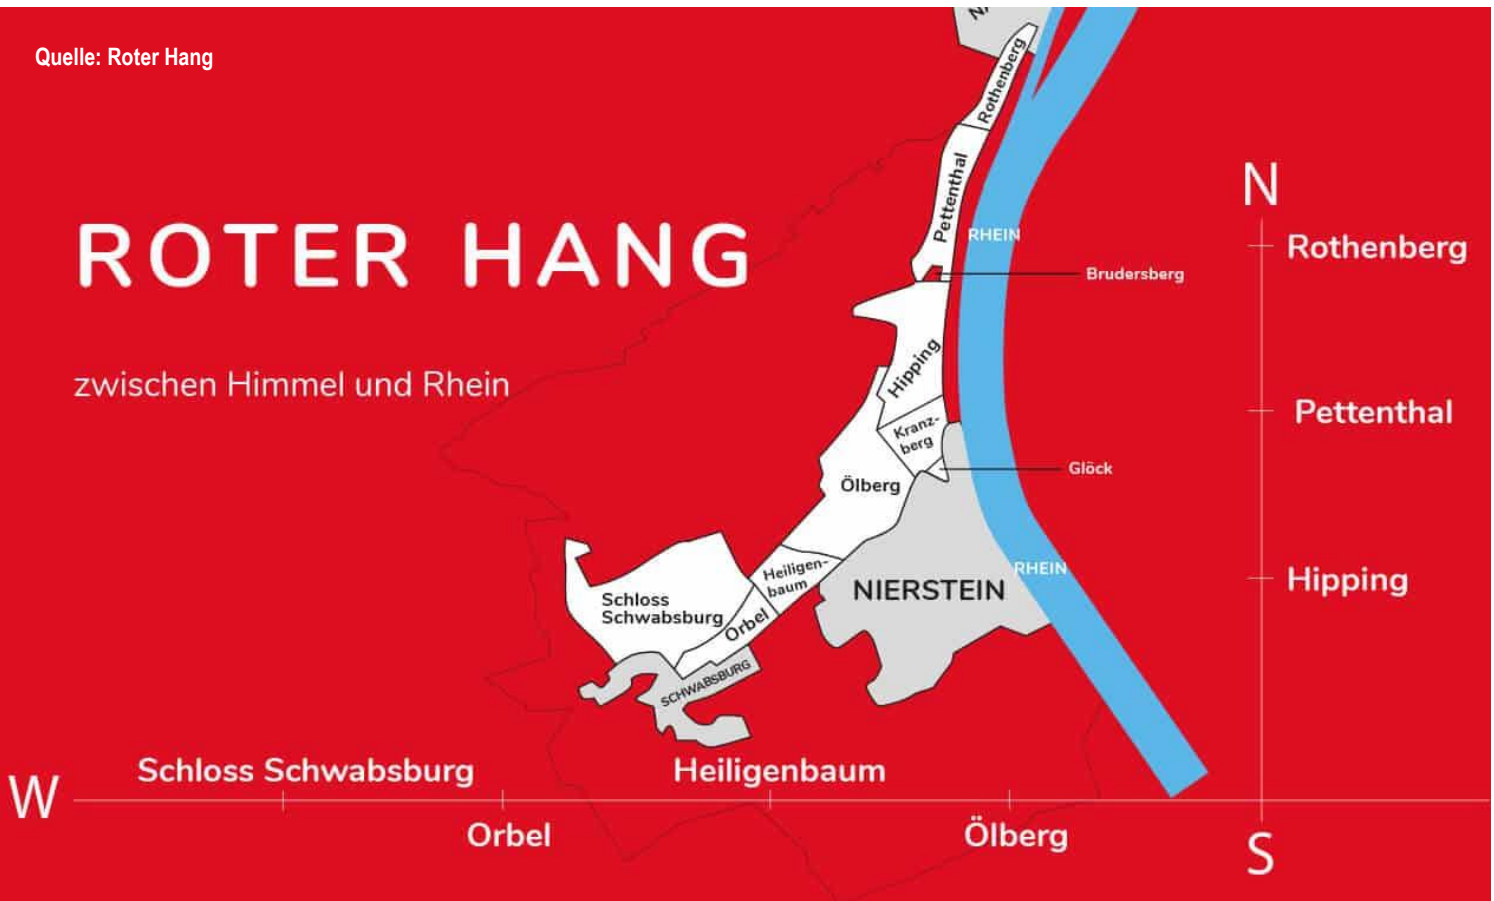 Quelle: Roter Hang
ROTER HANG
zwischen Himmel und Rhein
Rothenberg
Pettenthal
RHEIN
Brudersberg
Hipping
Kranz-
berg
Glöck
Ölberg
Heiligen-
baum
Schloss
Schwabsburg
Orbel
SCHWABSBURG
NIERSTEIN
RHEIN
N
Rothenberg
Pettenthal
Hipping
S
W
Schloss Schwabsburg
Orbel
Heiligenbaum
Ölberg